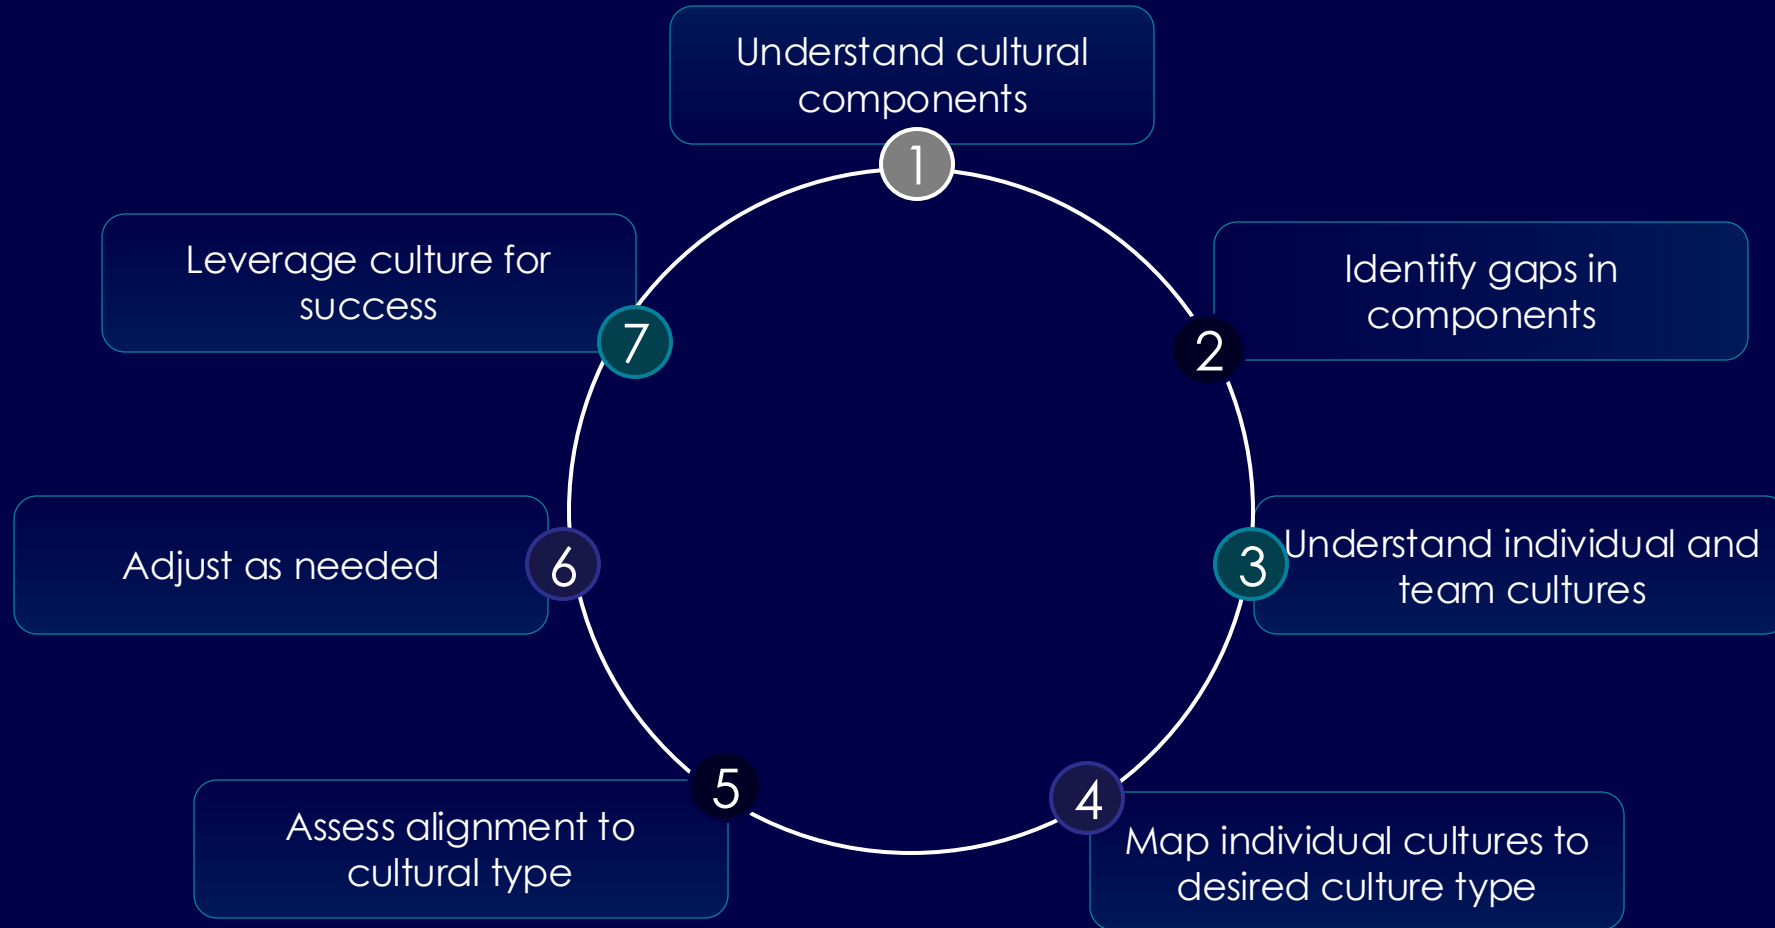 Understand cultural
components
1
Identify gaps in
components
2
Understand individual and
team cultures
3
Map individual cultures to
desired culture type
4
Assess alignment to
cultural type
5
Adjust as needed
6
Leverage culture for
success
7